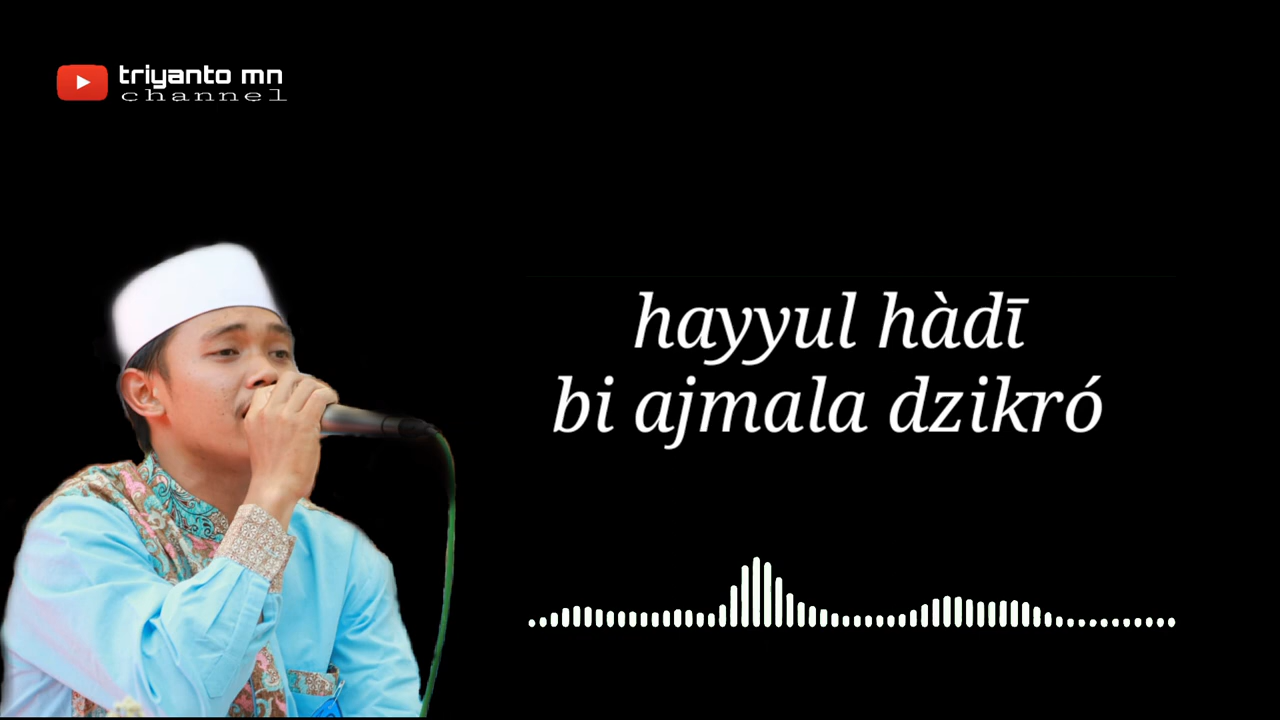 triyanto mn
channel
hayyul hàdī
bi ajmala dzikró